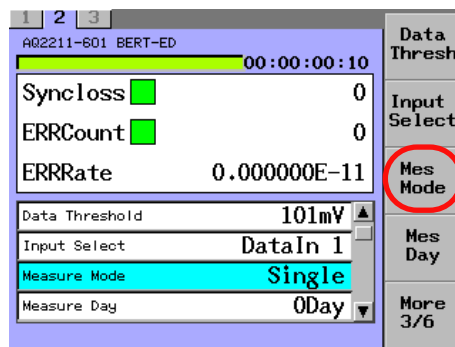 1 2 3
AQ2211-601 BERT-ED
00:00:00:10
Syncloss 0
ERRCount 0
ERRRate 0.000000E-11
Data Threshold 101mV
Input Select DataIn 1
Measure Mode Single
Measure Day 0Day
Data
Thresh
Input
Select
Mes
Mode
Mes
Day
More
3/6